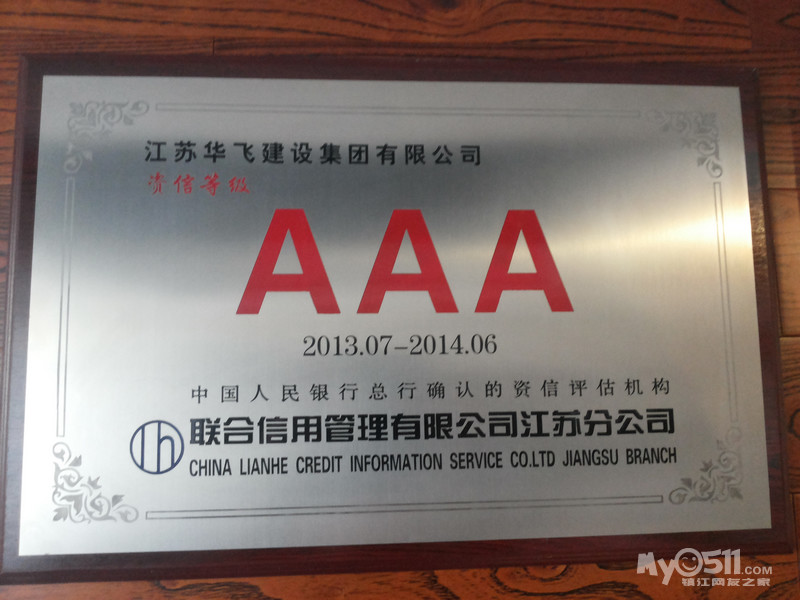 江苏华飞建设集团有限公司
资信等级
AAA
2013.07-2014.06
中国人民银行总行确认的资信评估机构
lh 联合信用管理有限公司江苏分公司
CHINA LIANHE CREDIT INFORMATION SERVICE CO.LTD JIANGSU BRANCH
My0511.COM
镇江网友之家